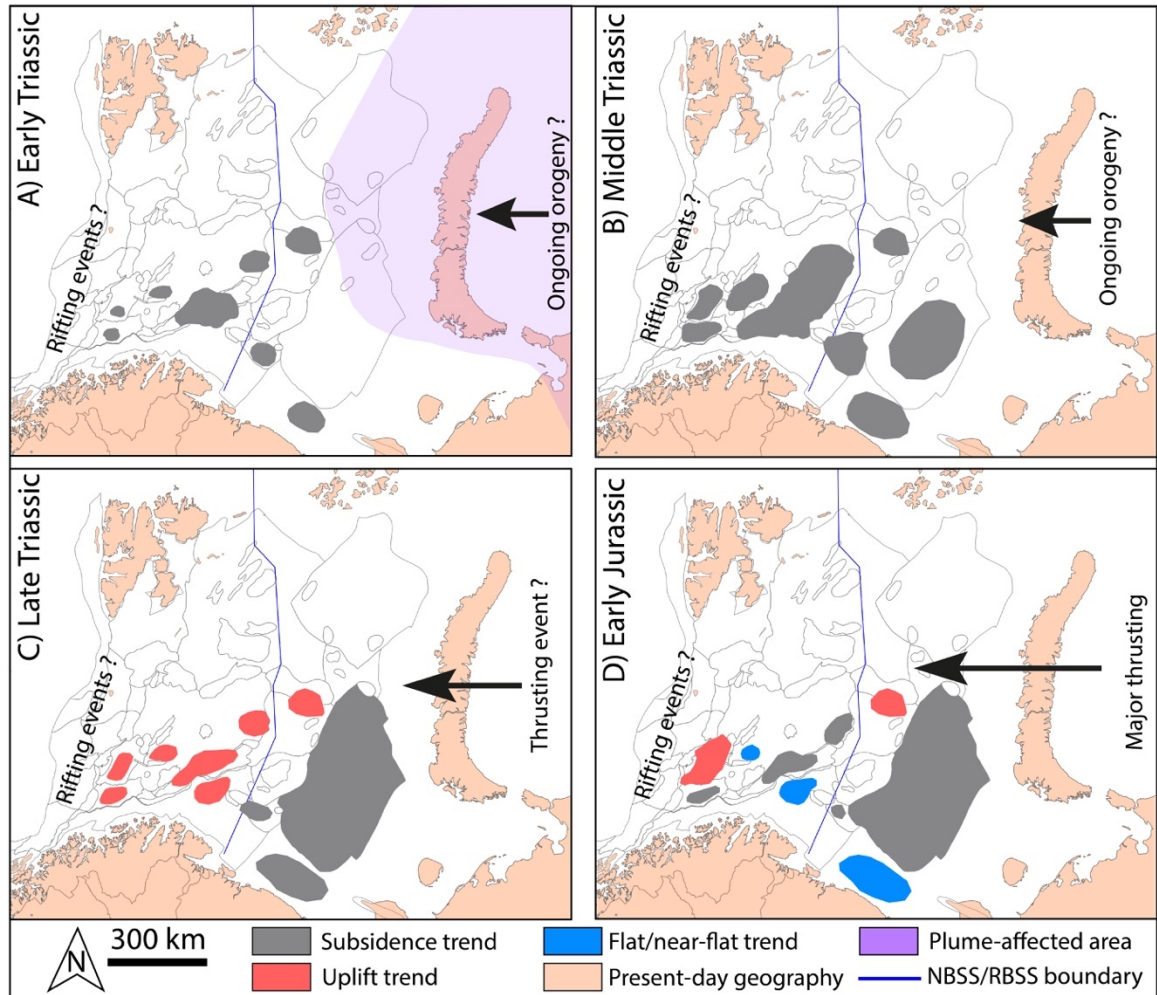 A) Early Triassic
Rifting events ?
Ongoing orogeny ?
B) Middle Triassic
Rifting events ?
Ongoing orogeny ?
C) Late Triassic
Rifting events ?
Thrusting event ?
D) Early Jurassic
Rifting events ?
Major thrusting
N
300 km
Subsidence trend
Flat/near-flat trend
Plume-affected area
Uplift trend
Present-day geography
NBSS/RBSS boundary